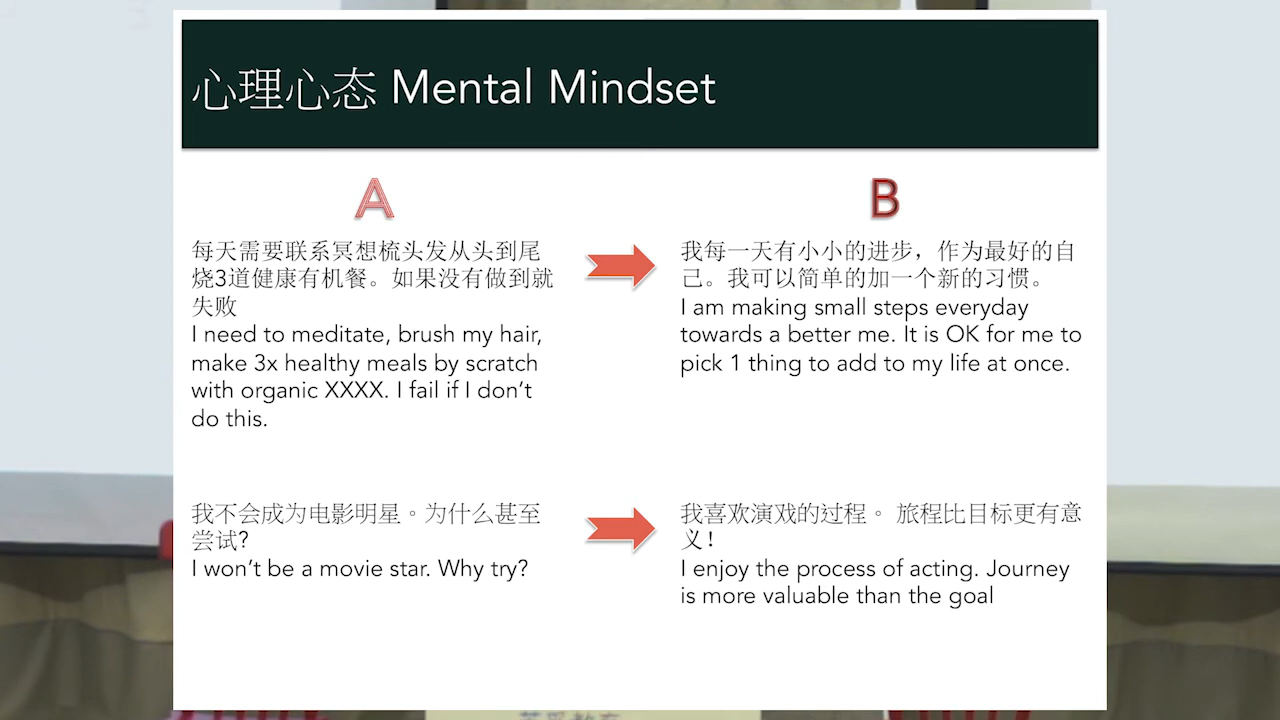 心理心态 Mental Mindset
A
每天需要联系冥想梳头发从头到尾
烧3道健康有机餐。如果没有做到就
失败
I need to meditate, brush my hair,
make 3x healthy meals by scratch
with organic XXXX. I fail if I don't
do this.
B
我每一天有小小的进步，作为最好的自
己。我可以简单的加一个新的习惯。
I am making small steps everyday
towards a better me. It is OK for me to
pick 1 thing to add to my life at once.
我不会成为电影明星。为什么甚至
尝试?
I won't be a movie star. Why try?
我喜欢演戏的过程。 旅程比目标更有意
义!
I enjoy the process of acting. Journey
is more valuable than the goal